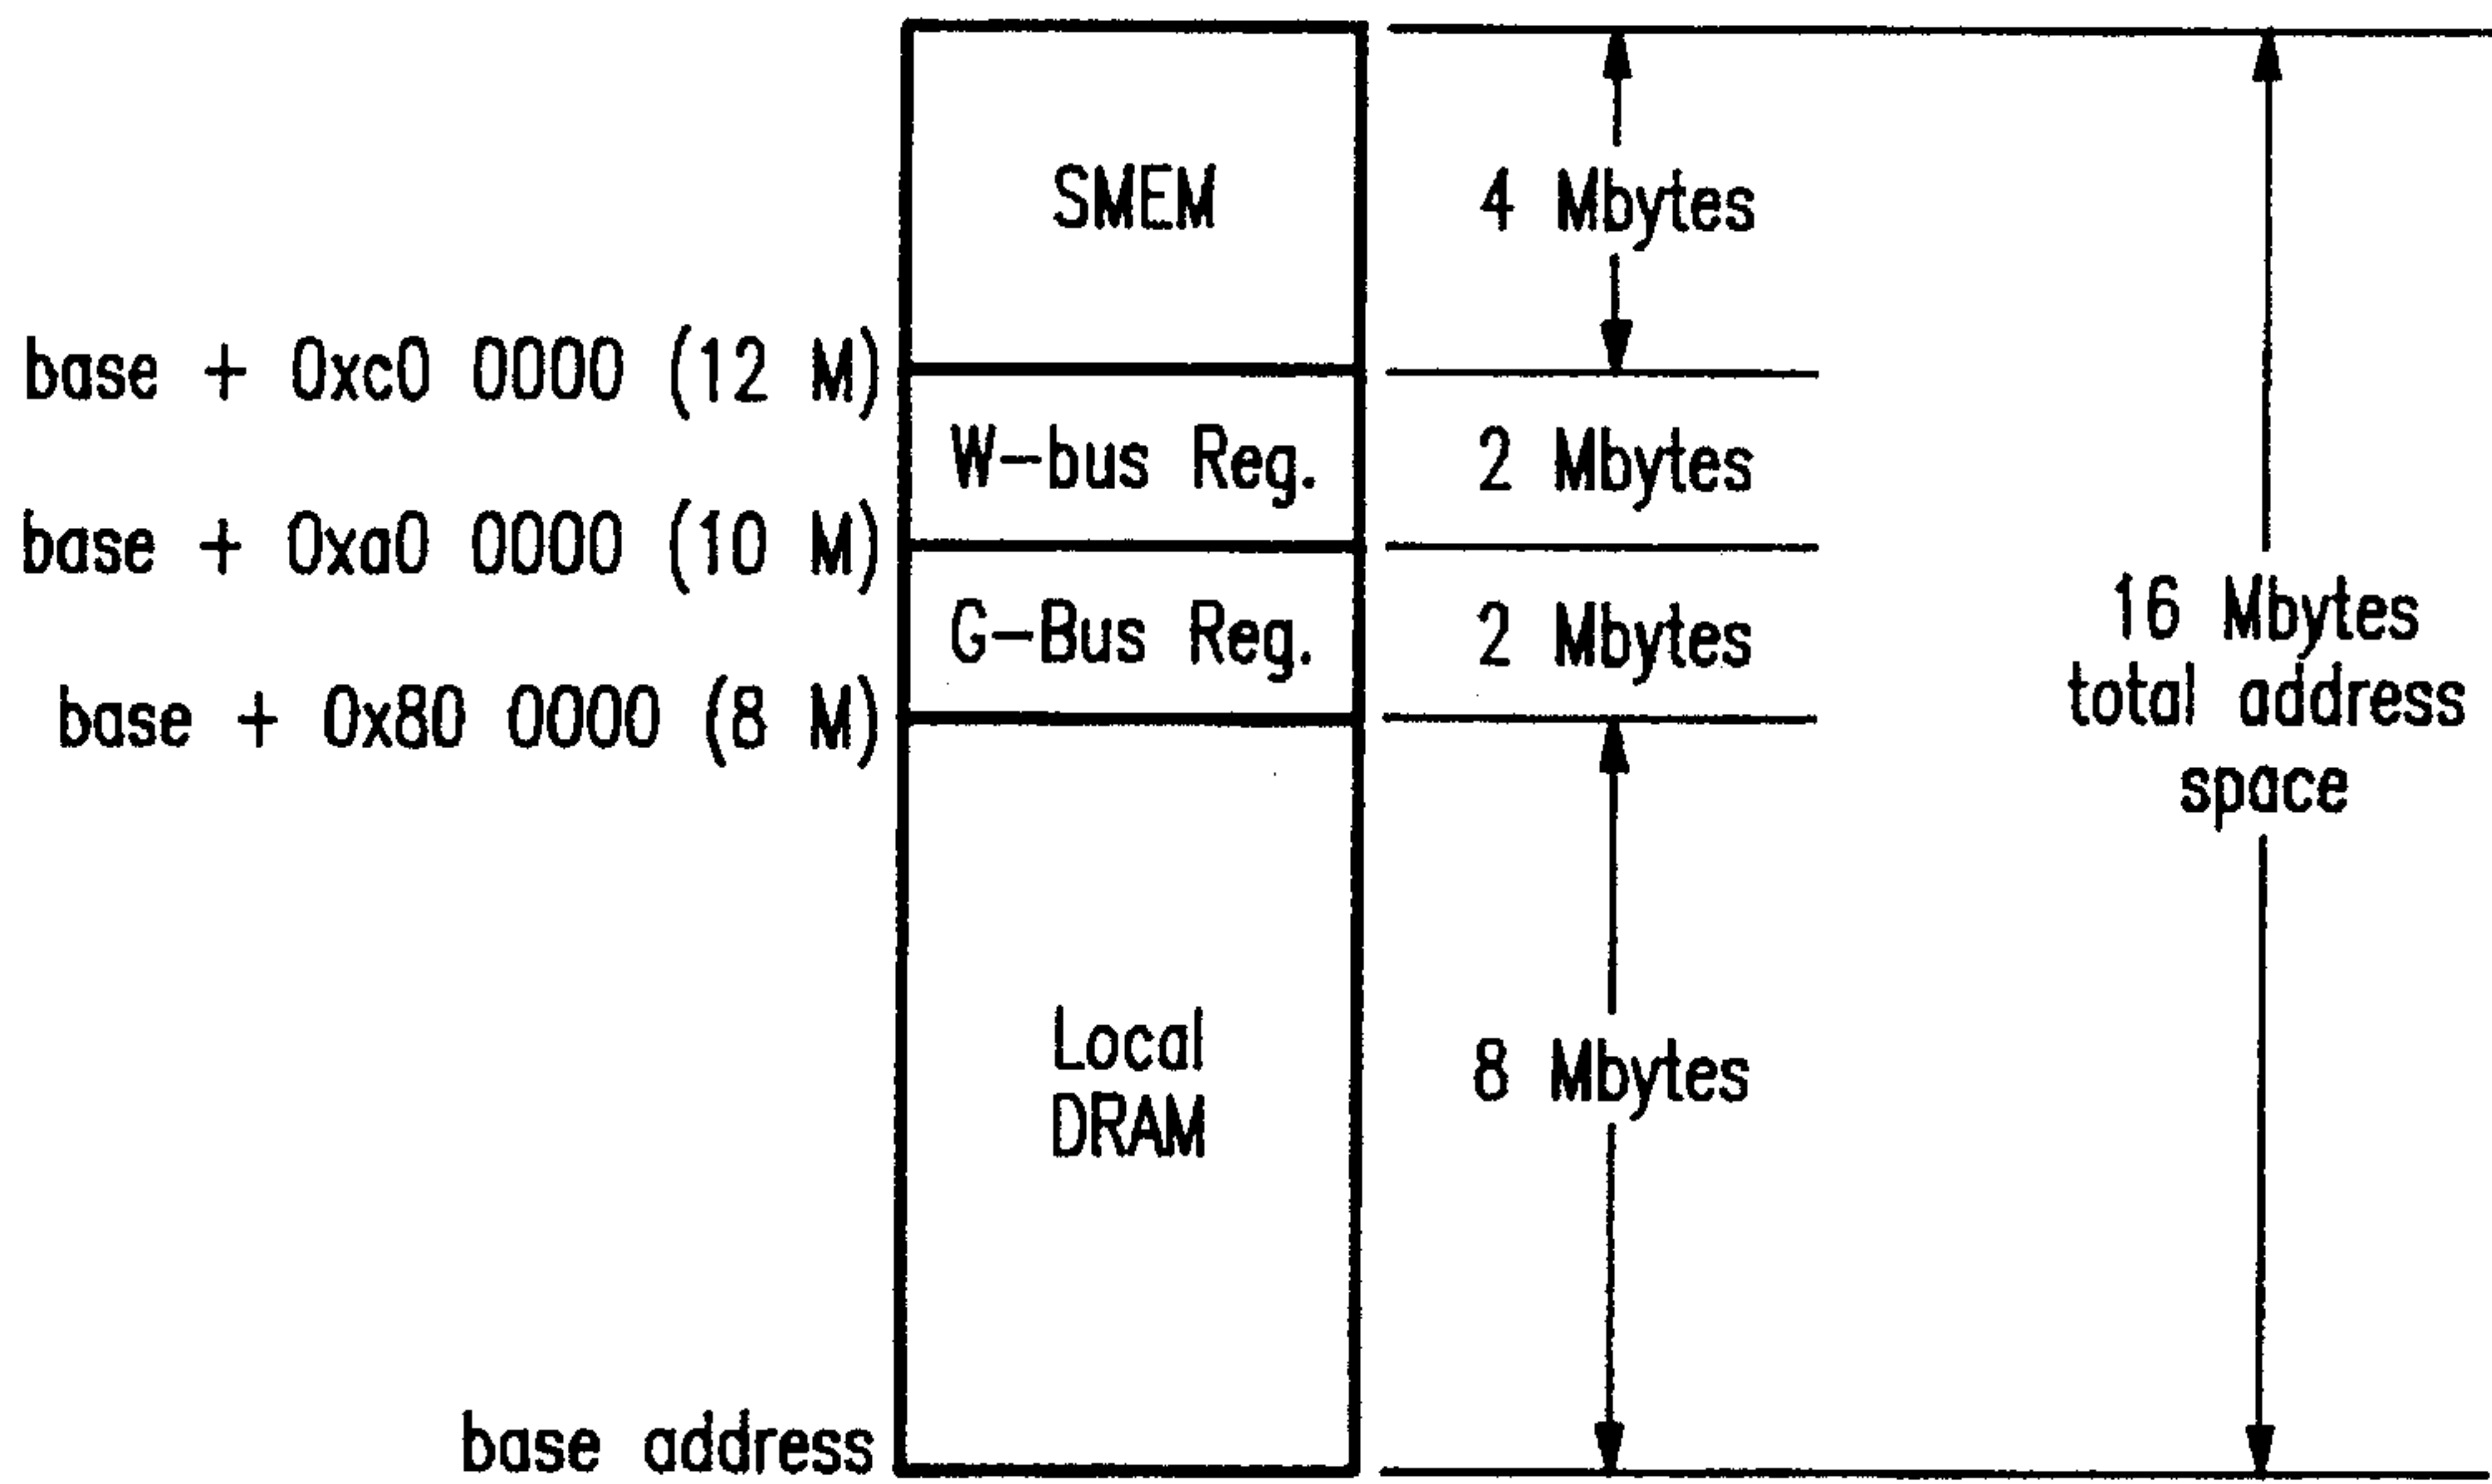 SMEM
4 Mbytes
base + 0xc0 0000 (12 M)
W-bus Reg.
2 Mbytes
base + 0xa0 0000 (10 M)
G-Bus Reg.
2 Mbytes
16 Mbytes
total address
space
base + 0x80 0000 (8 M)
Local
DRAM
8 Mbytes
base address